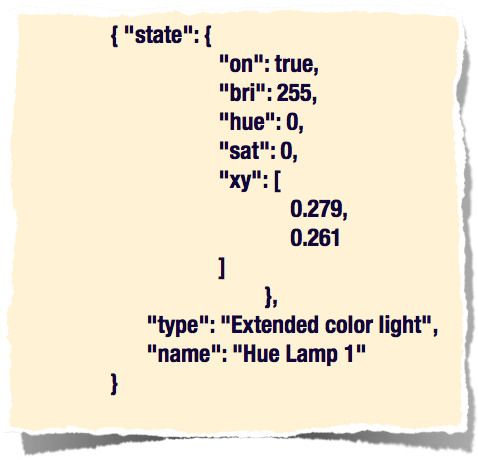 { "state": {
"on": true,
"bri": 255,
"hue": 0,
"sat": 0,
"xy": [
0.279,
0.261
]
},
"type": "Extended color light",
"name": "Hue Lamp 1"
}